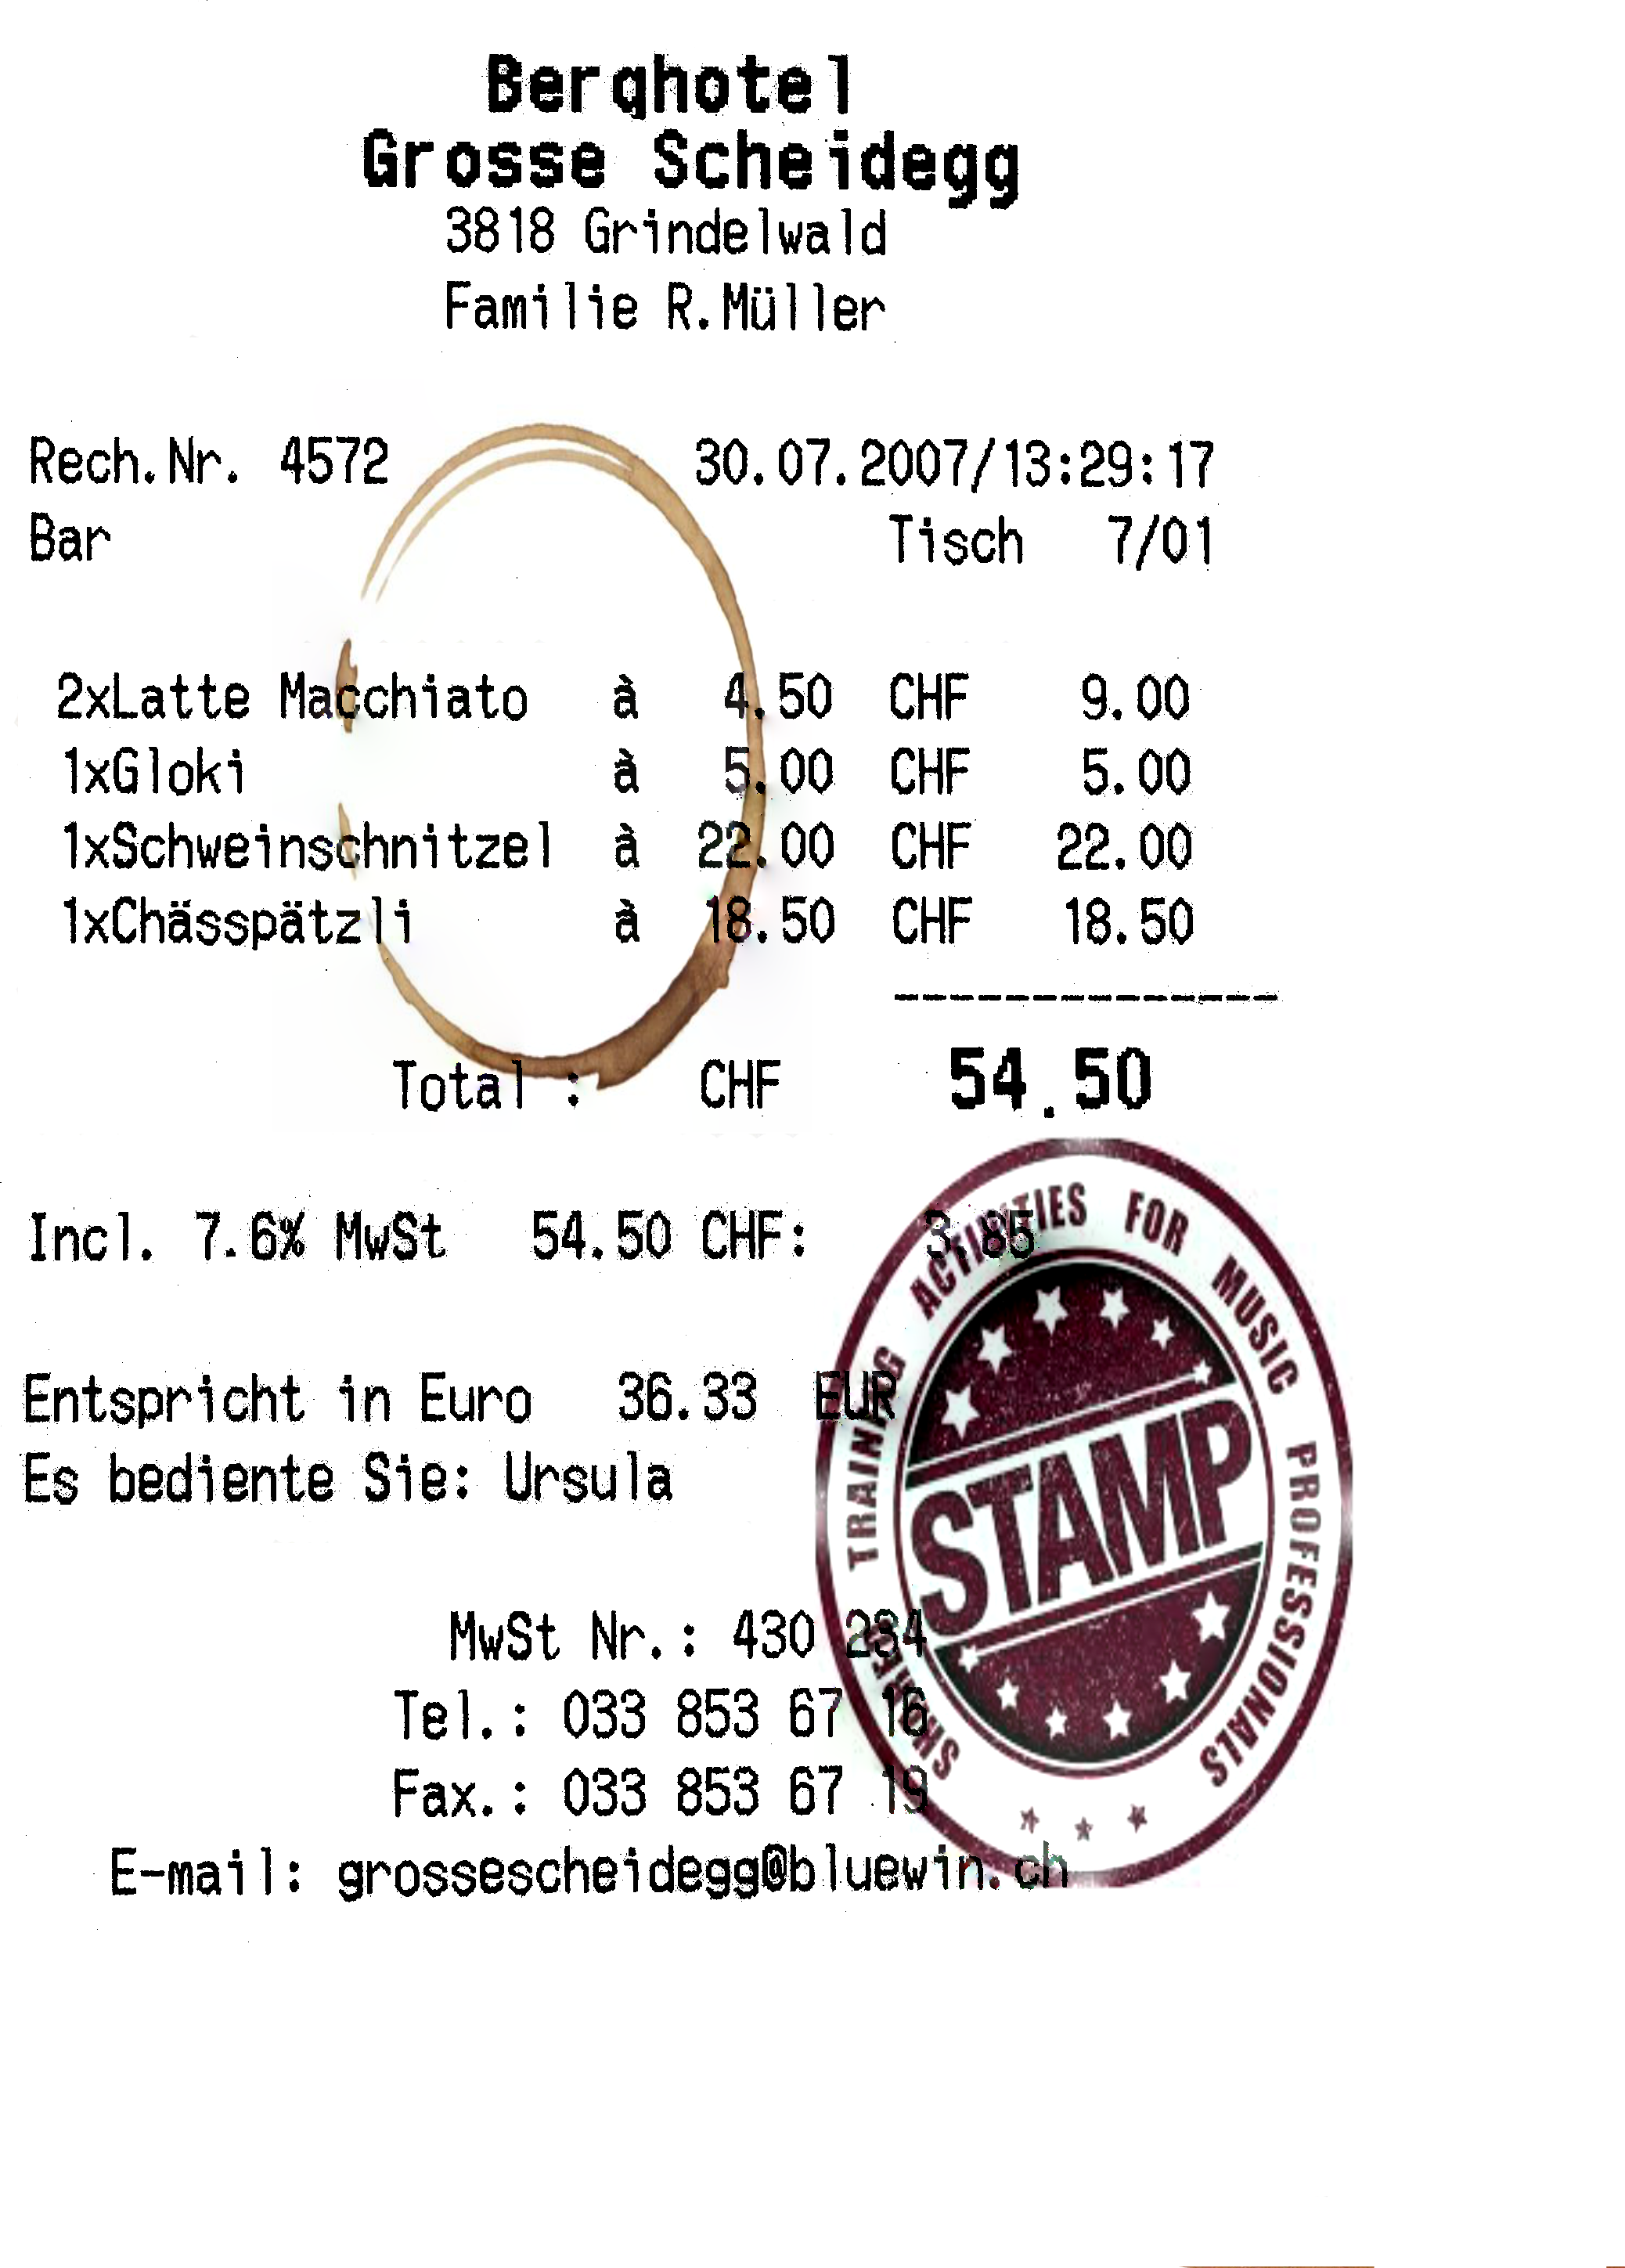 Berghotel
Grosse Scheidegg
3818 Grindelwald
Familie R.Müller
Rech.Nr. 4572 30.07.2007/13:29:17
Bar Tisch 7/01
2xLatte Macchiato à 4.50 CHF 9.00
1xGloki à 5.00 CHF 5.00
1xSchweinschnitzel à 22.00 CHF 22.00
1xChässpätzli à 18.50 CHF 18.50
Total : CHF 54.50
Incl. 7.6% MwSt 54.50 CHF: 3.85
Entspricht in Euro 36.33 EUR
Es bediente Sie: Ursula
MwSt Nr.: 430 234
Tel.: 033 853 67 16
Fax.: 033 853 67 19
E-mail: grossescheidegg@bluewin.ch
TRAINING ACTIVITIES FOR MUSIC PROFESSIONALS
STAMP